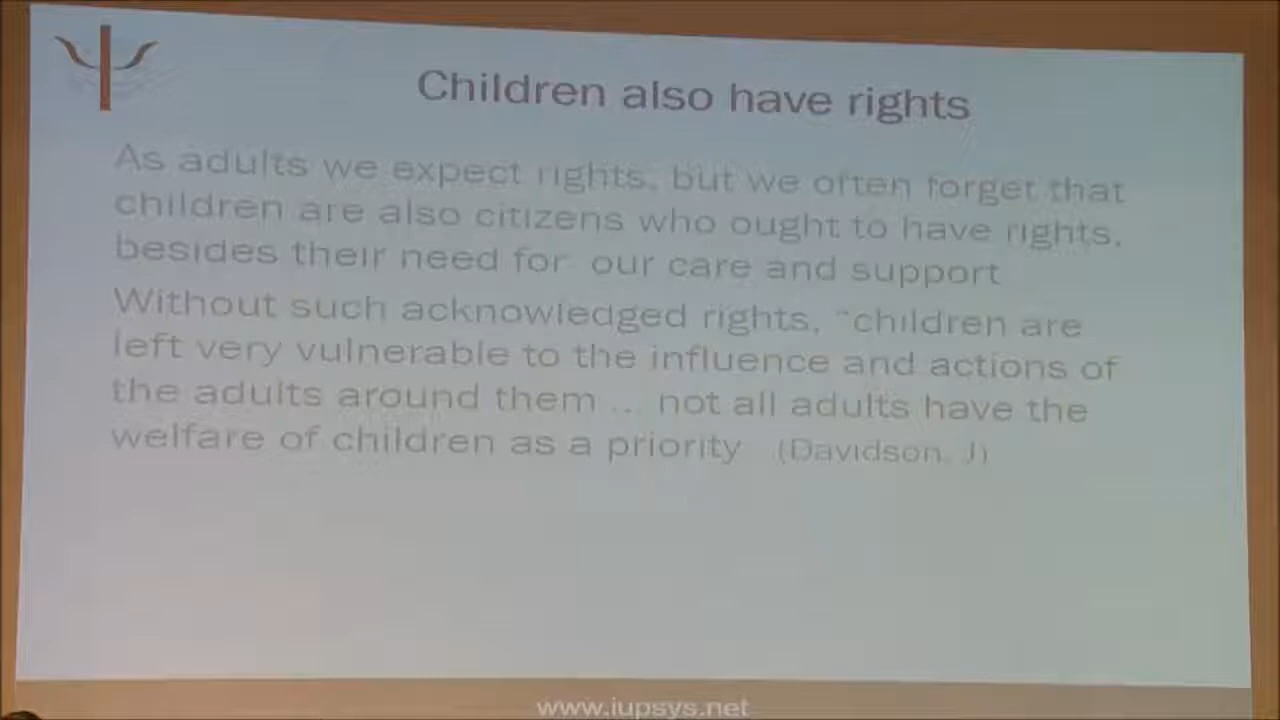 Children also have rights
As adults we expect rights, but we often forget that
children are also citizens who ought to have rights,
besides their need for our care and support
Without such acknowledged rights, "children are
left very vulnerable to the influence and actions of
the adults around them ... not all adults have the
welfare of children as a priority (Davidson, J)
www.iupsys.net